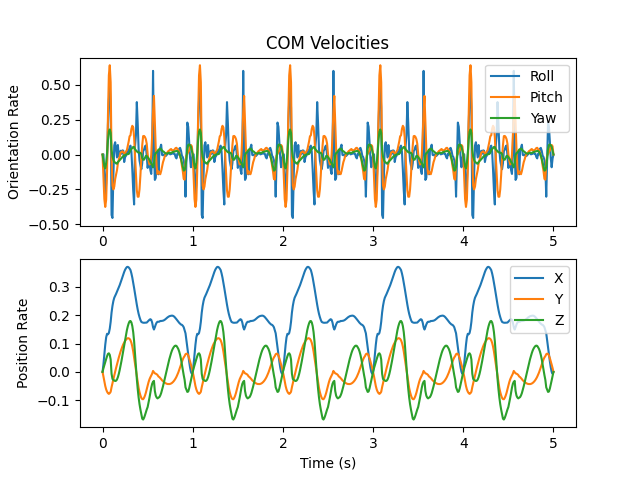 COM Velocities
Orientation Rate
0.50
0.25
0.00
−0.25
−0.50
0 1 2 3 4 5
Roll
Pitch
Yaw
Position Rate
0.3
0.2
0.1
0.0
−0.1
0 1 2 3 4 5
X
Y
Z
Time (s)